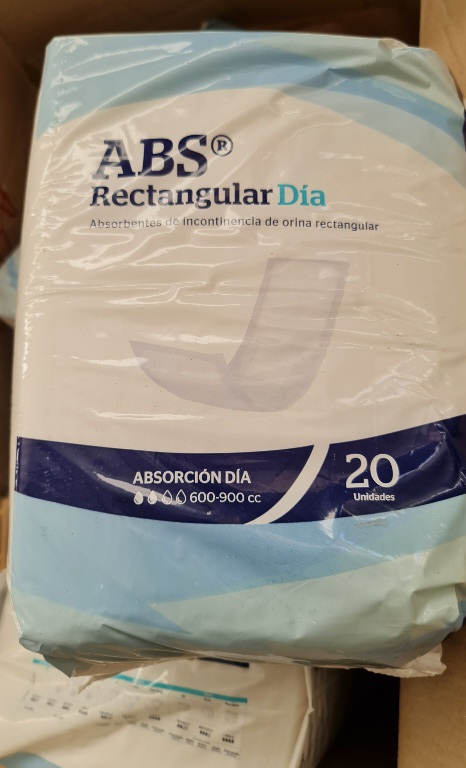 ABS®
Rectangular Día
Absorbentes de incontinencia de orina rectangular
ABSORCIÓN DÍA
600-900 cc
20
Unidades